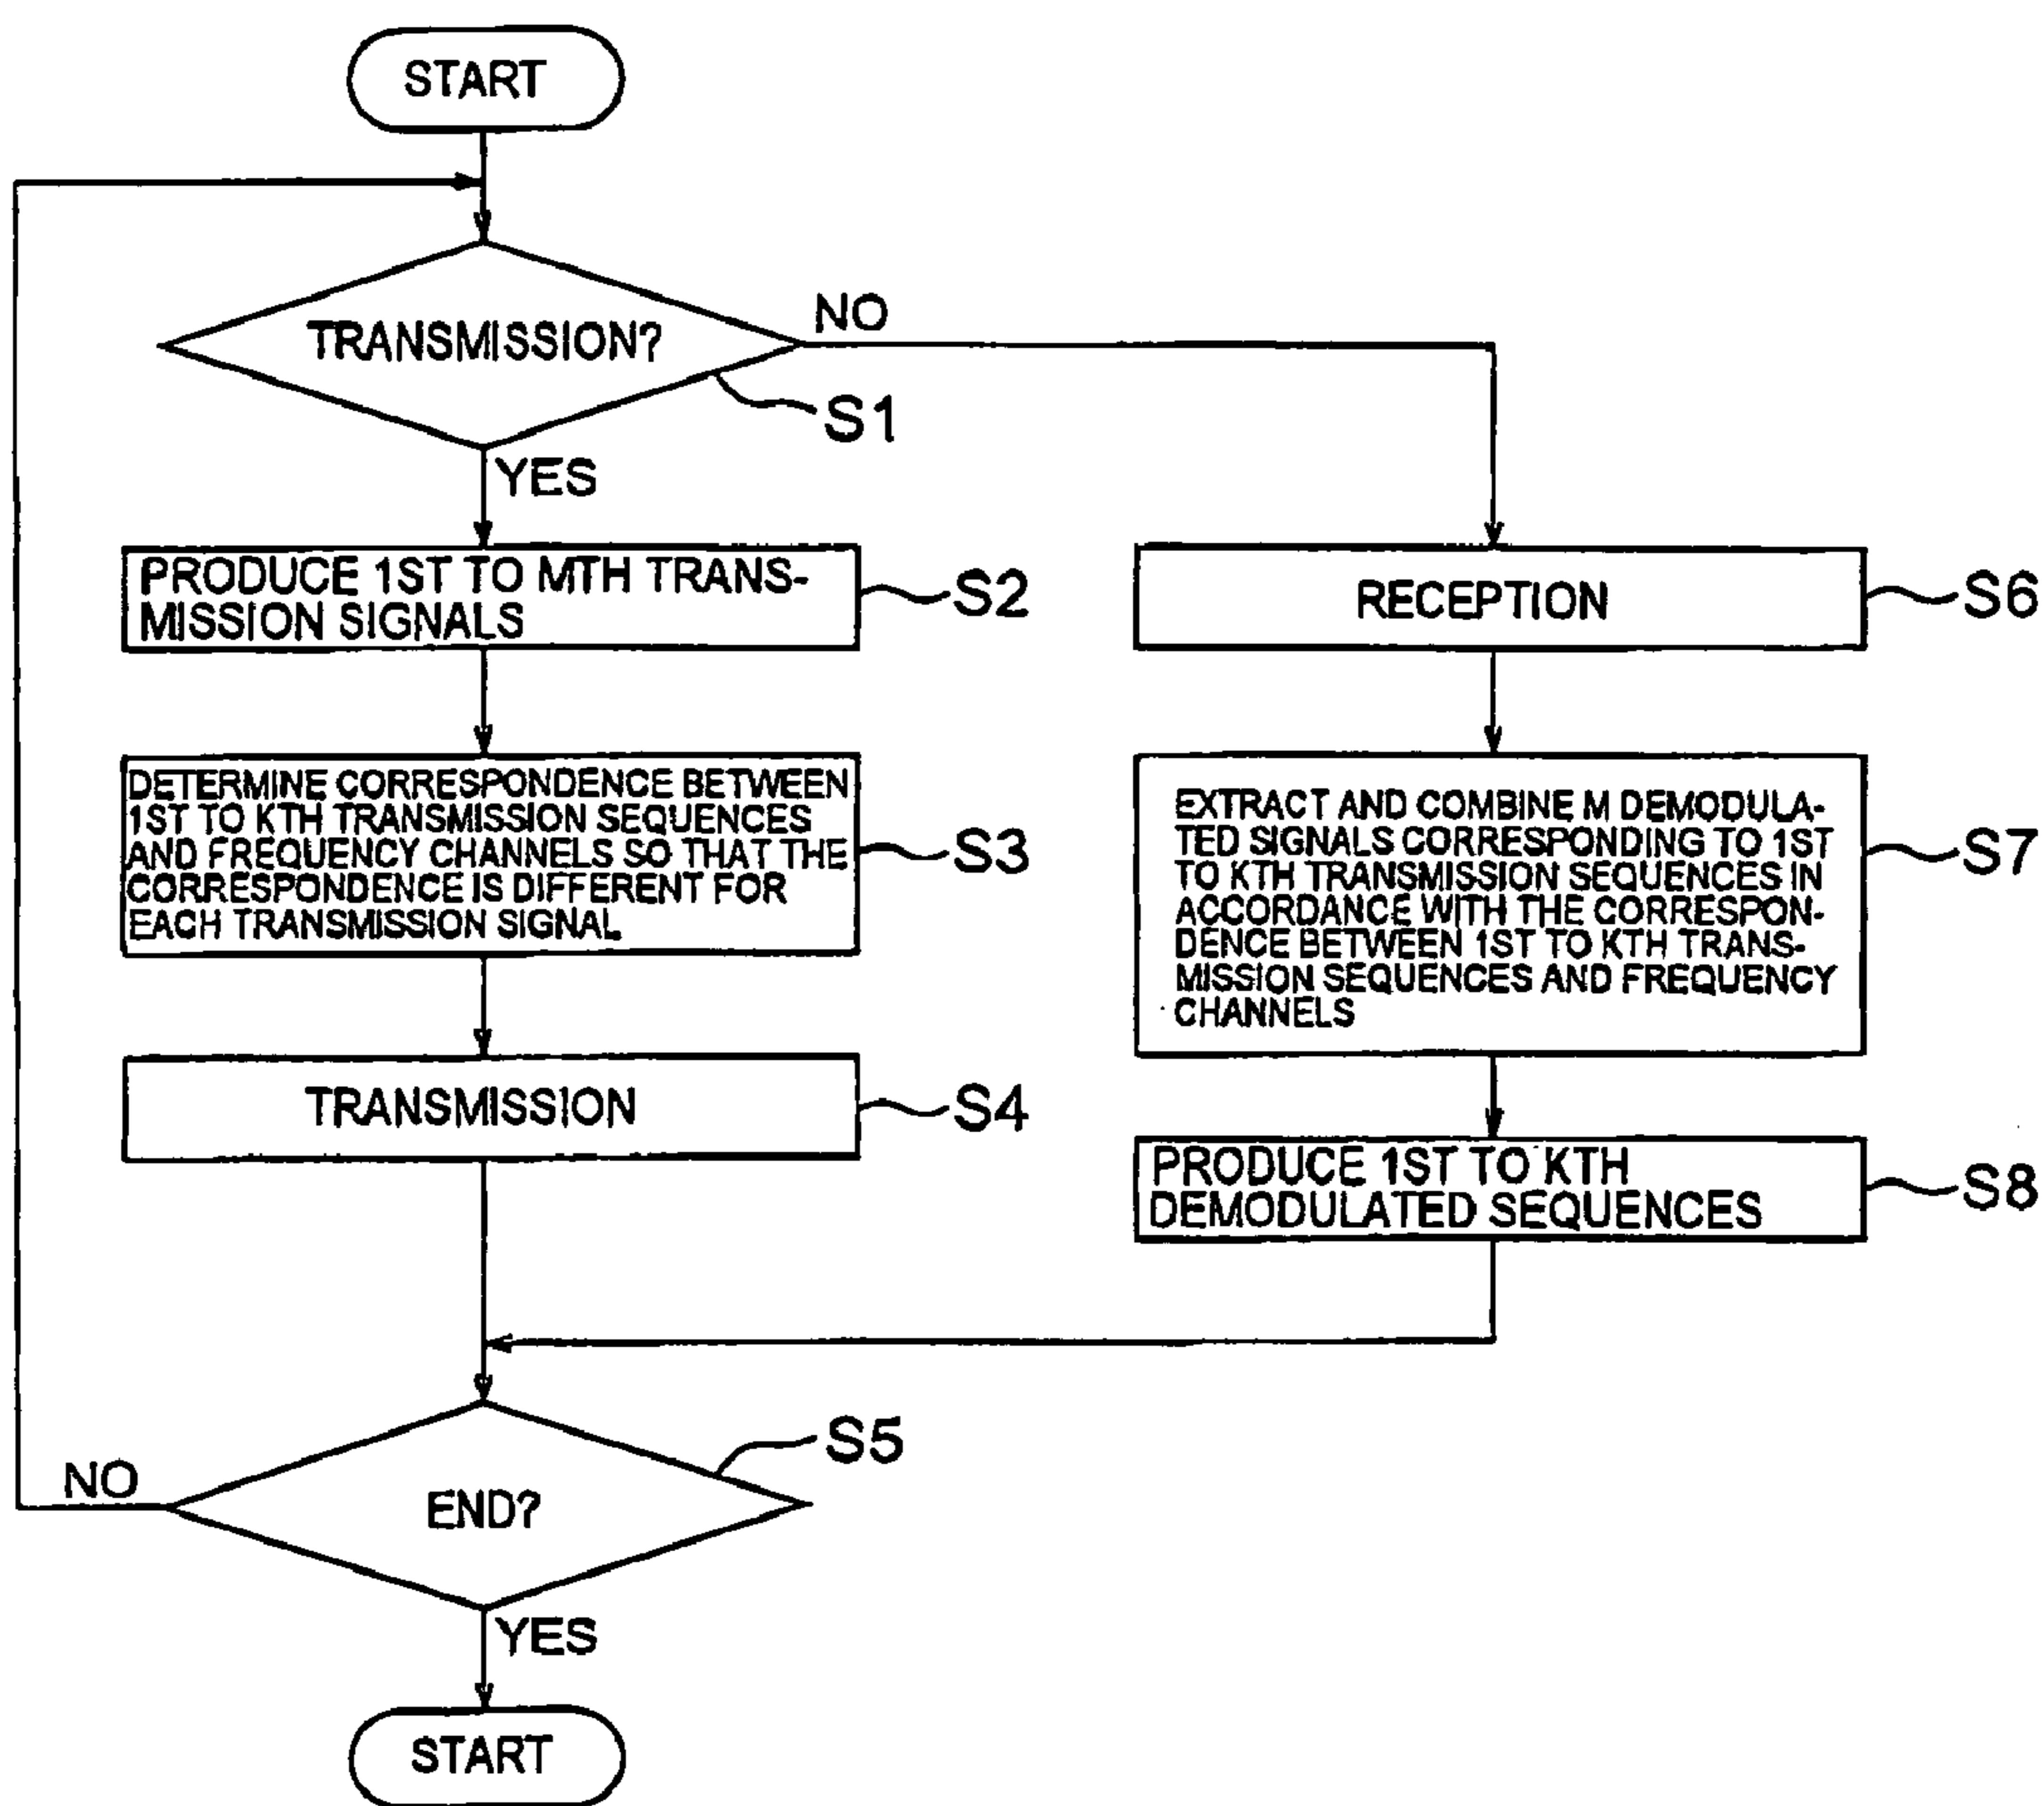 START
TRANSMISSION?
NO
S1
YES
PRODUCE 1ST TO MTH TRANS-
MISSION SIGNALS
S2
DETERMINE CORRESPONDENCE BETWEEN
1ST TO KTH TRANSMISSION SEQUENCES
AND FREQUENCY CHANNELS SO THAT THE
CORRESPONDENCE IS DIFFERENT FOR
EACH TRANSMISSION SIGNAL
S3
TRANSMISSION
S4
RECEPTION
S6
EXTRACT AND COMBINE M DEMODULA-
TED SIGNALS CORRESPONDING TO 1ST
TO KTH TRANSMISSION SEQUENCES IN
ACCORDANCE WITH THE CORRESPON-
DENCE BETWEEN 1ST TO KTH TRANS-
MISSION SEQUENCES AND FREQUENCY
CHANNELS
S7
PRODUCE 1ST TO KTH
DEMODULATED SEQUENCES
S8
END?
S5
NO
YES
START